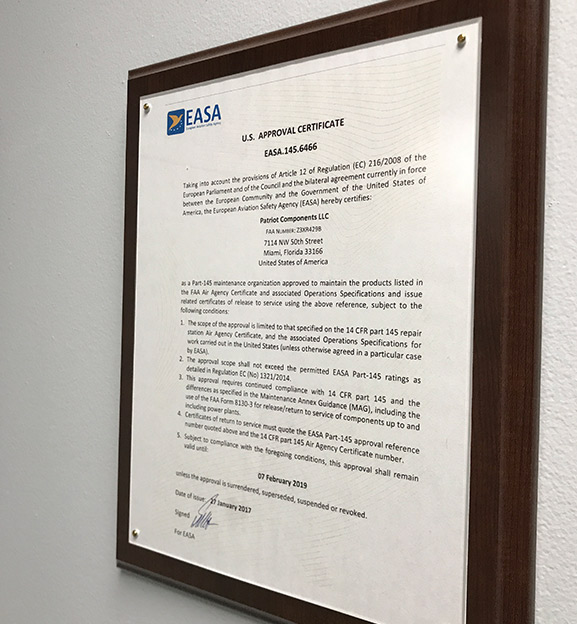 EASA
European Aviation Safety Agency
U.S. APPROVAL CERTIFICATE
EASA.145.6466
Taking into account the provisions of Article 12 of Regulation (EC) 216/2008 of the
European Parliament and of the Council and the bilateral agreement currently in force
between the European Community and the Government of the United States of
America, the European Aviation Safety Agency (EASA) hereby certifies:
Patriot Components LLC
FAA NUMBER: Z3XR429B
7114 NW 50th Street
Miami, Florida 33166
United States of America
as a Part-145 maintenance organization approved to maintain the products listed in
the FAA Air Agency Certificate and associated Operations Specifications and issue
related certificates of release to service using the above reference, subject to the
following conditions:
1. The scope of the approval is limited to that specified on the 14 CFR part 145 repair
station Air Agency Certificate, and the associated Operations Specifications for
work carried out in the United States (unless otherwise agreed in a particular case
by EASA).
2. The approval scope shall not exceed the permitted EASA Part-145 ratings as
detailed in Regulation EC (No) 1321/2014.
3. This approval requires continued compliance with 14 CFR part 145 and the
differences as specified in the Maintenance Annex Guidance (MAG), including the
use of the FAA Form 8130-3 for release/return to service of components up to and
including power plants.
4. Certificates of return to service must quote the EASA Part-145 approval reference
number quoted above and the 14 CFR part 145 Air Agency Certificate number.
5. Subject to compliance with the foregoing conditions, this approval shall remain
valid until:
07 February 2019
unless the approval is surrendered, superseded, suspended or revoked.
Date of issue 27 January 2017
Signed
For EASA